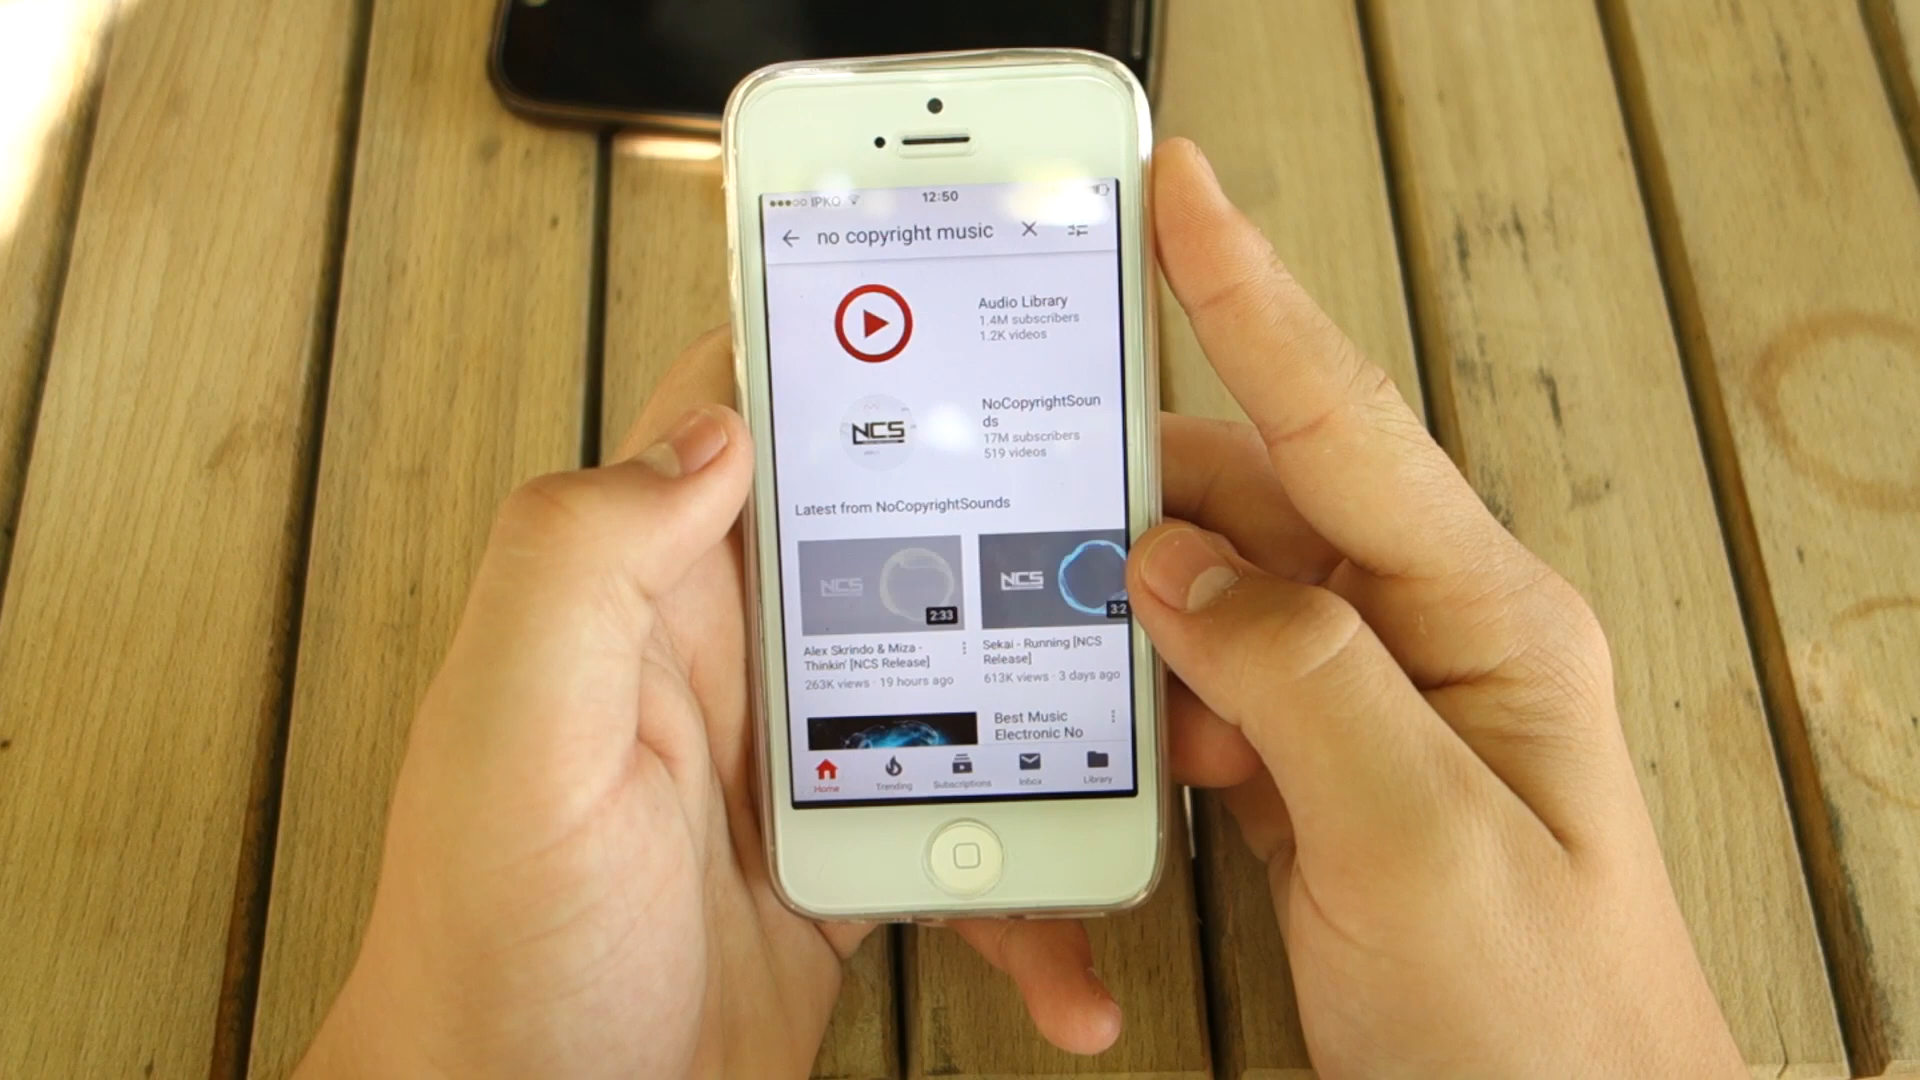 IPKO 12:50
no copyright music
Audio Library
1.4M subscribers
1.2K videos
NCS
NoCopyrightSoun
ds
17M subscribers
519 videos
Latest from NoCopyrightSounds
NCS 2:33
NCS 3:2
Alex Skrindo & Miza -
Thinkin' [NCS Release]
263K views · 19 hours ago
Sekai - Running [NCS
Release]
613K views · 3 days ago
Best Music
Electronic No
Home Trending Subscriptions Inbox Library